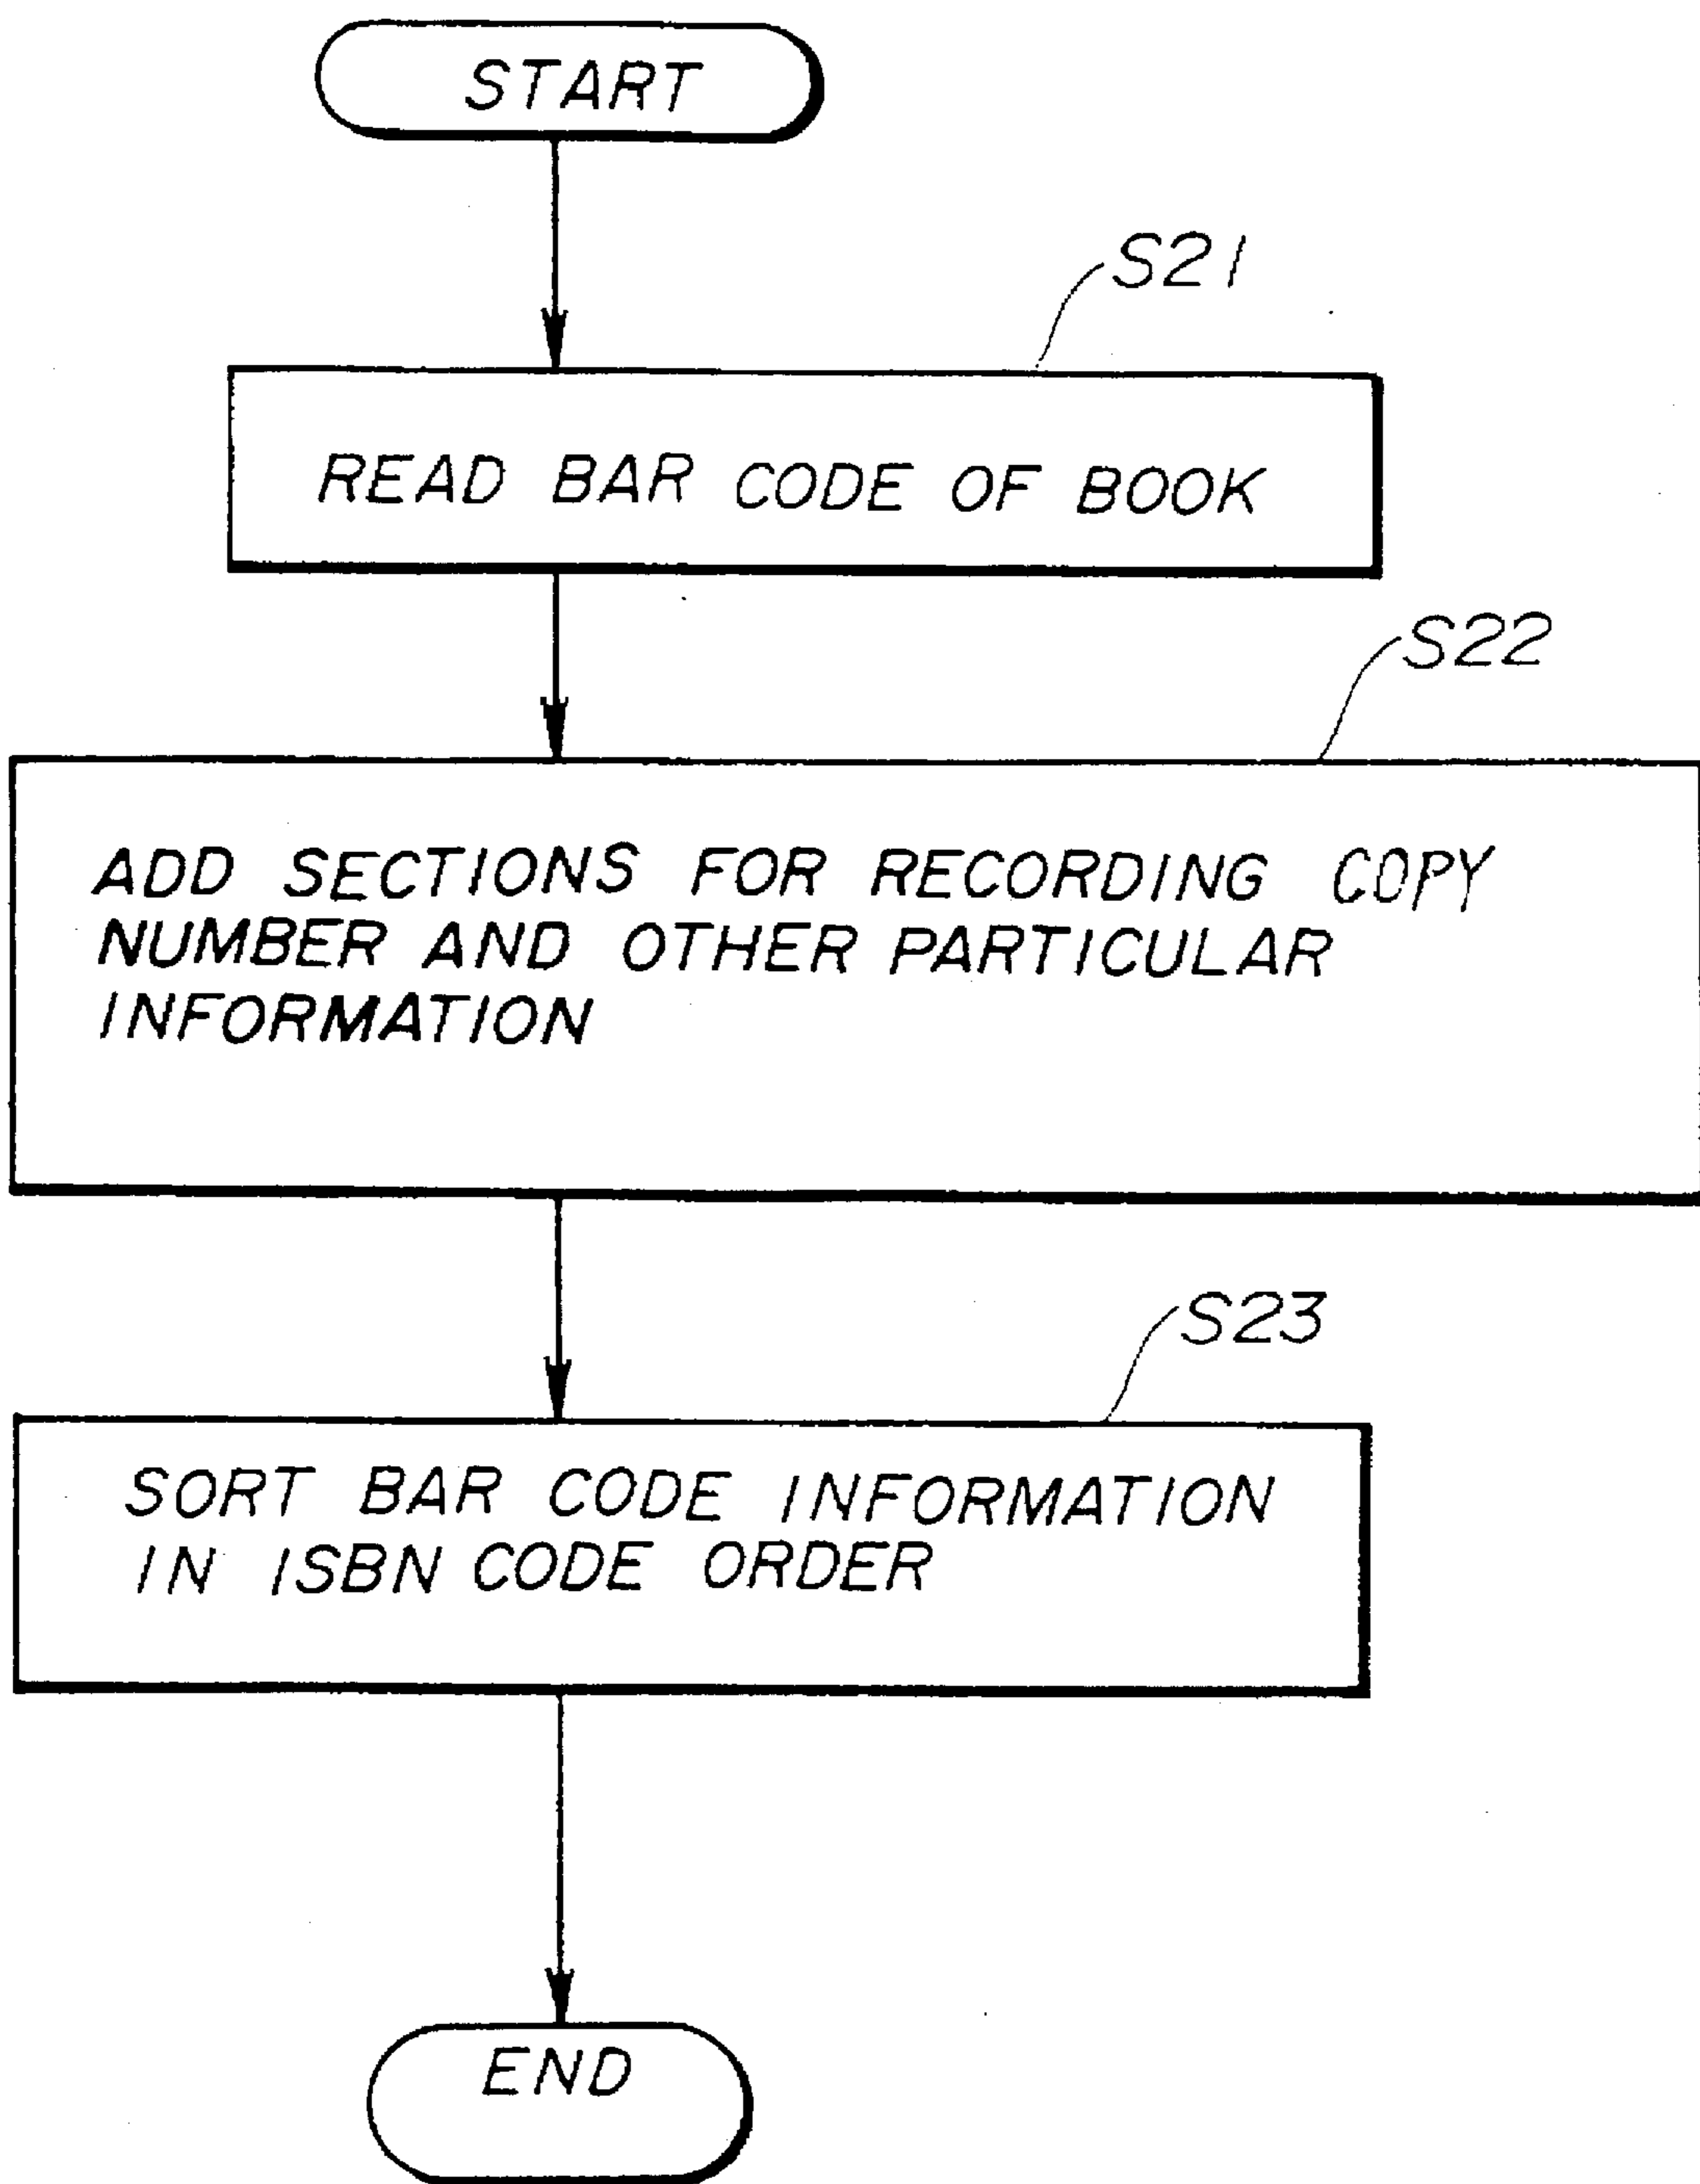 START
S21
READ BAR CODE OF BOOK
S22
ADD SECTIONS FOR RECORDING COPY
NUMBER AND OTHER PARTICULAR
INFORMATION
S23
SORT BAR CODE INFORMATION
IN ISBN CODE ORDER
END